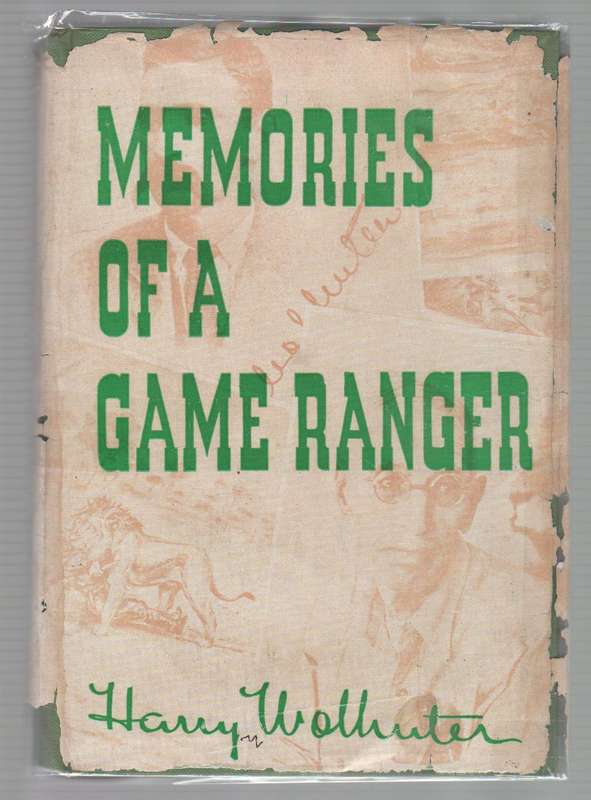 MEMORIES
OF A
GAME RANGER
Harry Wolhuter